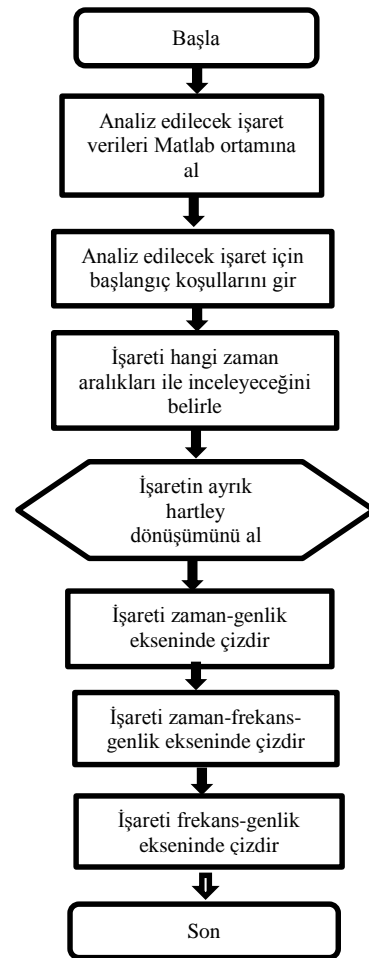 Başla
Analiz edilecek işaret
verileri Matlab ortamına
al
Analiz edilecek işaret için
başlangıç koşullarını gir
İşareti hangi zaman
aralıkları ile inceleyeceğini
belirle
İşaretin ayrık
hartley
dönüşümünü al
İşareti zaman-genlik
ekseninde çizdir
İşareti zaman-frekans-
genlik ekseninde çizdir
İşareti frekans-genlik
ekseninde çizdir
Son